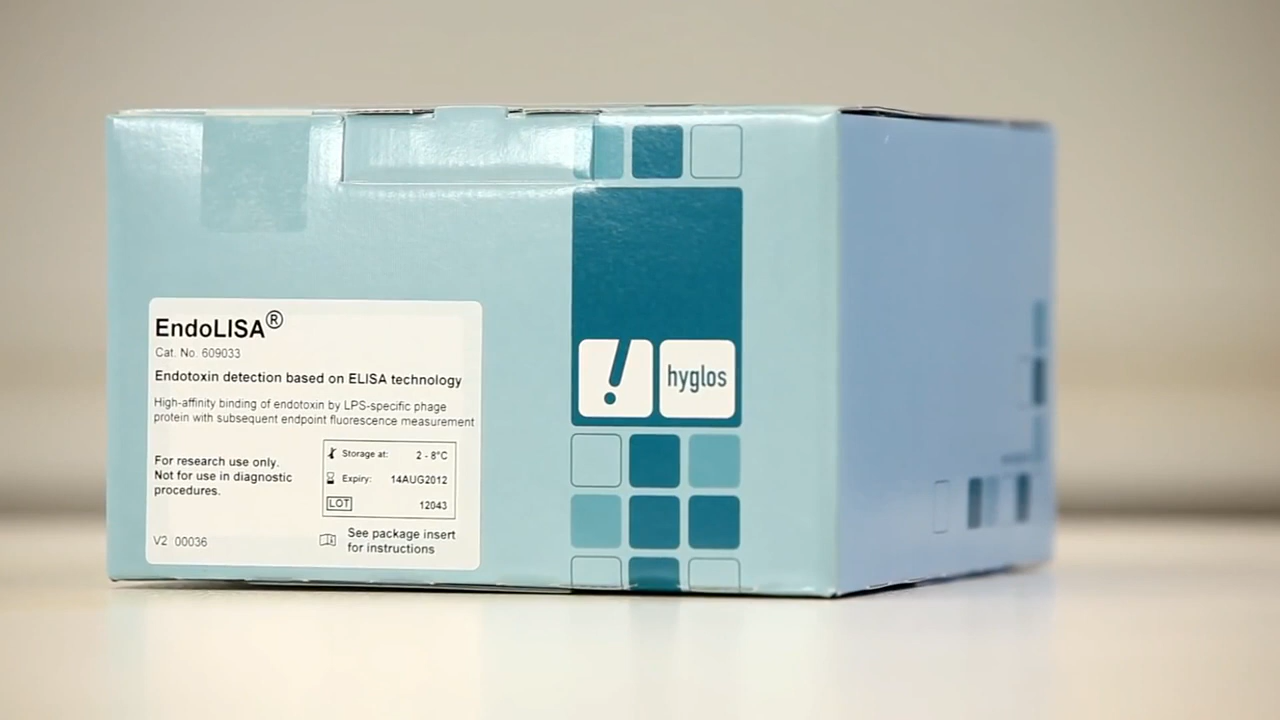 EndoLISA®
Cat. No. 609033
Endotoxin detection based on ELISA technology
High-affinity binding of endotoxin by LPS-specific phage
protein with subsequent endpoint fluorescence measurement
For research use only.
Not for use in diagnostic
procedures.
Storage at: 2 - 8°C
Expiry: 14AUG2012
LOT 12043
V2 00036
See package insert
for instructions
! hyglos